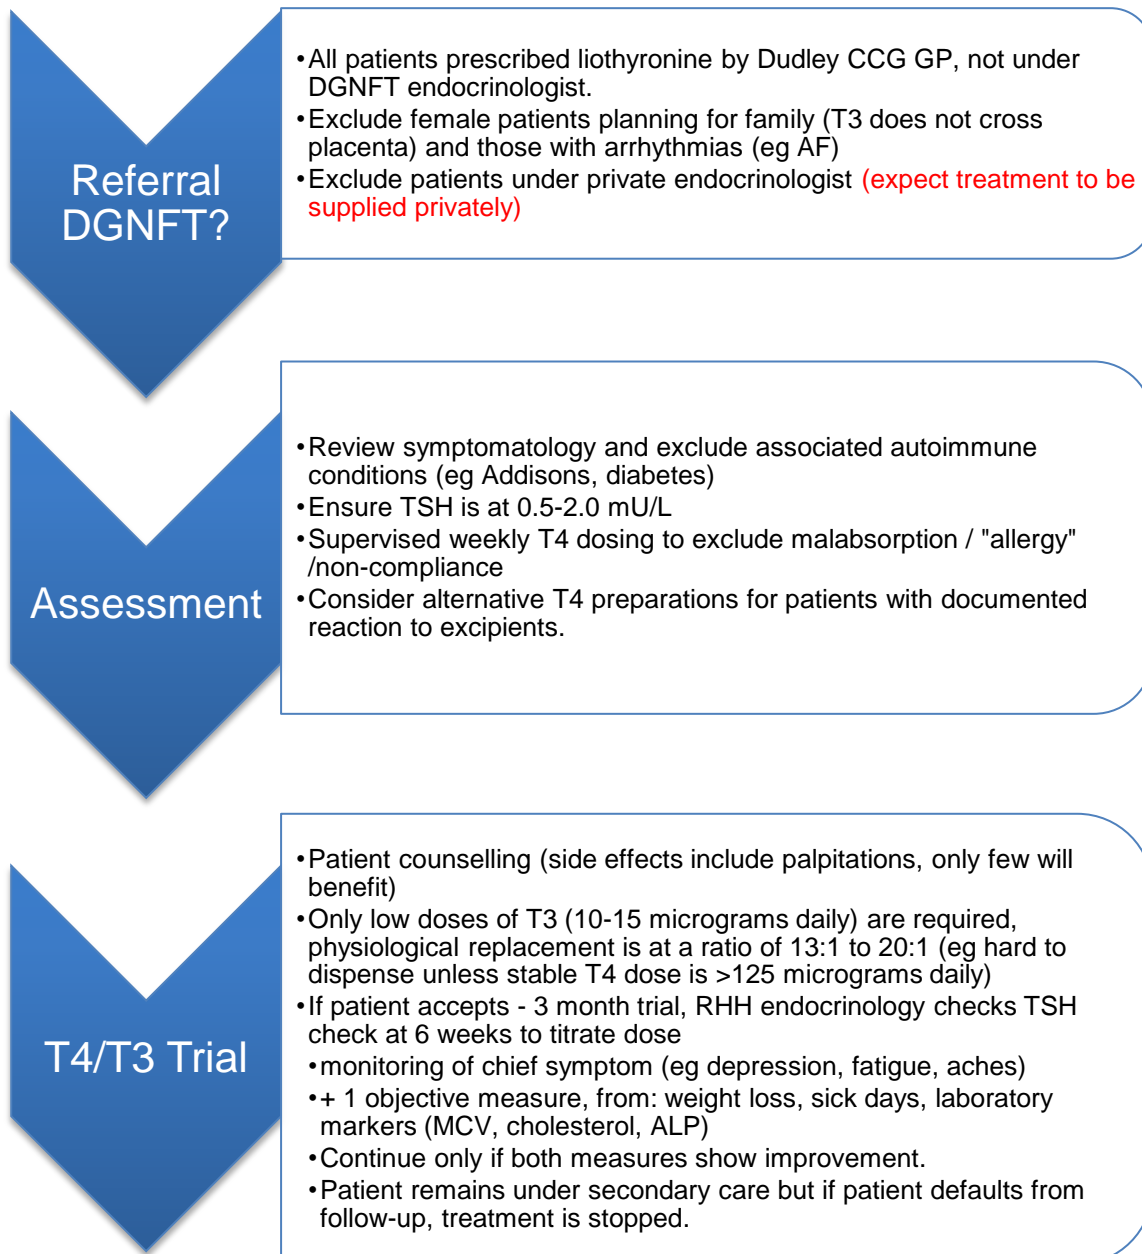 Referral
DGNFT?
•All patients prescribed liothyronine by Dudley CCG GP, not under
DGNFT endocrinologist.
•Exclude female patients planning for family (T3 does not cross
placenta) and those with arrhythmias (eg AF)
•Exclude patients under private endocrinologist (expect treatment to be
supplied privately)
Assessment
•Review symptomatology and exclude associated autoimmune
conditions (eg Addisons, diabetes)
•Ensure TSH is at 0.5-2.0 mU/L
•Supervised weekly T4 dosing to exclude malabsorption / "allergy"
/non-compliance
•Consider alternative T4 preparations for patients with documented
reaction to excipients.
T4/T3 Trial
•Patient counselling (side effects include palpitations, only few will
benefit)
•Only low doses of T3 (10-15 micrograms daily) are required,
physiological replacement is at a ratio of 13:1 to 20:1 (eg hard to
dispense unless stable T4 dose is >125 micrograms daily)
•If patient accepts - 3 month trial, RHH endocrinology checks TSH
check at 6 weeks to titrate dose
•monitoring of chief symptom (eg depression, fatigue, aches)
•+ 1 objective measure, from: weight loss, sick days, laboratory
markers (MCV, cholesterol, ALP)
•Continue only if both measures show improvement.
•Patient remains under secondary care but if patient defaults from
follow-up, treatment is stopped.